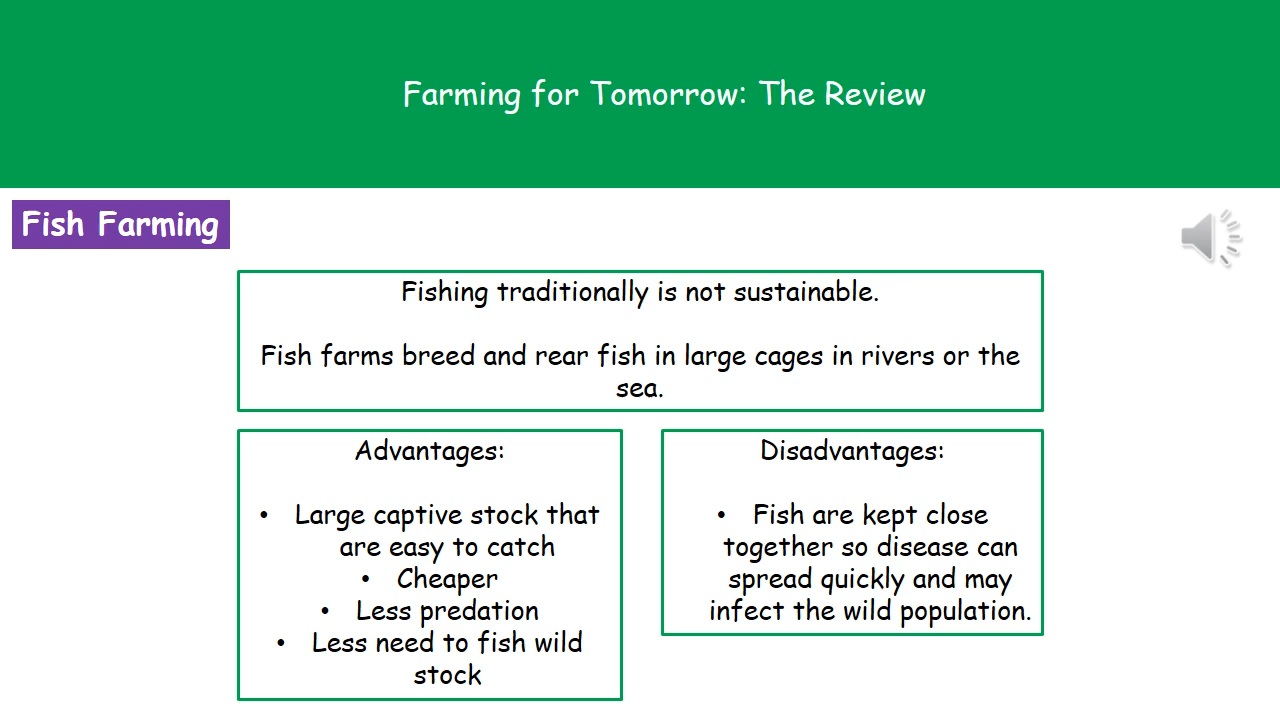 Farming for Tomorrow: The Review
Fish Farming
Fishing traditionally is not sustainable.
Fish farms breed and rear fish in large cages in rivers or the
sea.
Advantages:
• Large captive stock that
are easy to catch
• Cheaper
• Less predation
• Less need to fish wild
stock
Disadvantages:
• Fish are kept close
together so disease can
spread quickly and may
infect the wild population.